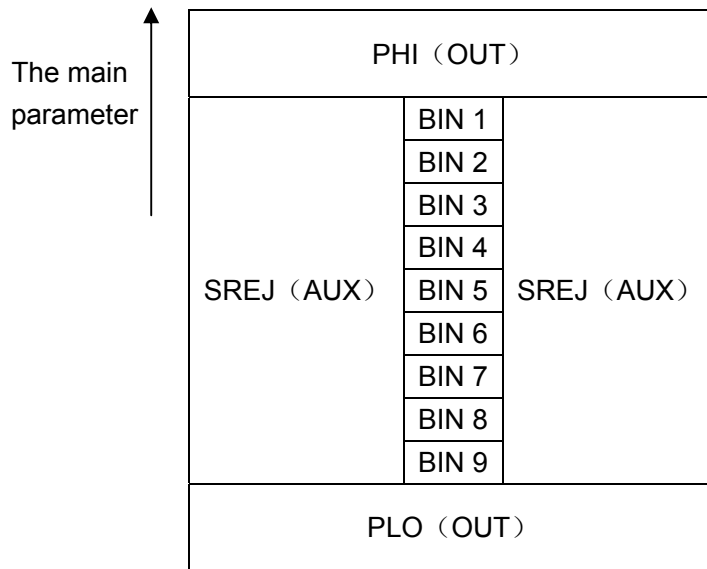 PHI（OUT）
The main
parameter
BIN 1
BIN 2
BIN 3
BIN 4
SREJ（AUX） BIN 5 SREJ（AUX）
BIN 6
BIN 7
BIN 8
BIN 9
PLO（OUT）